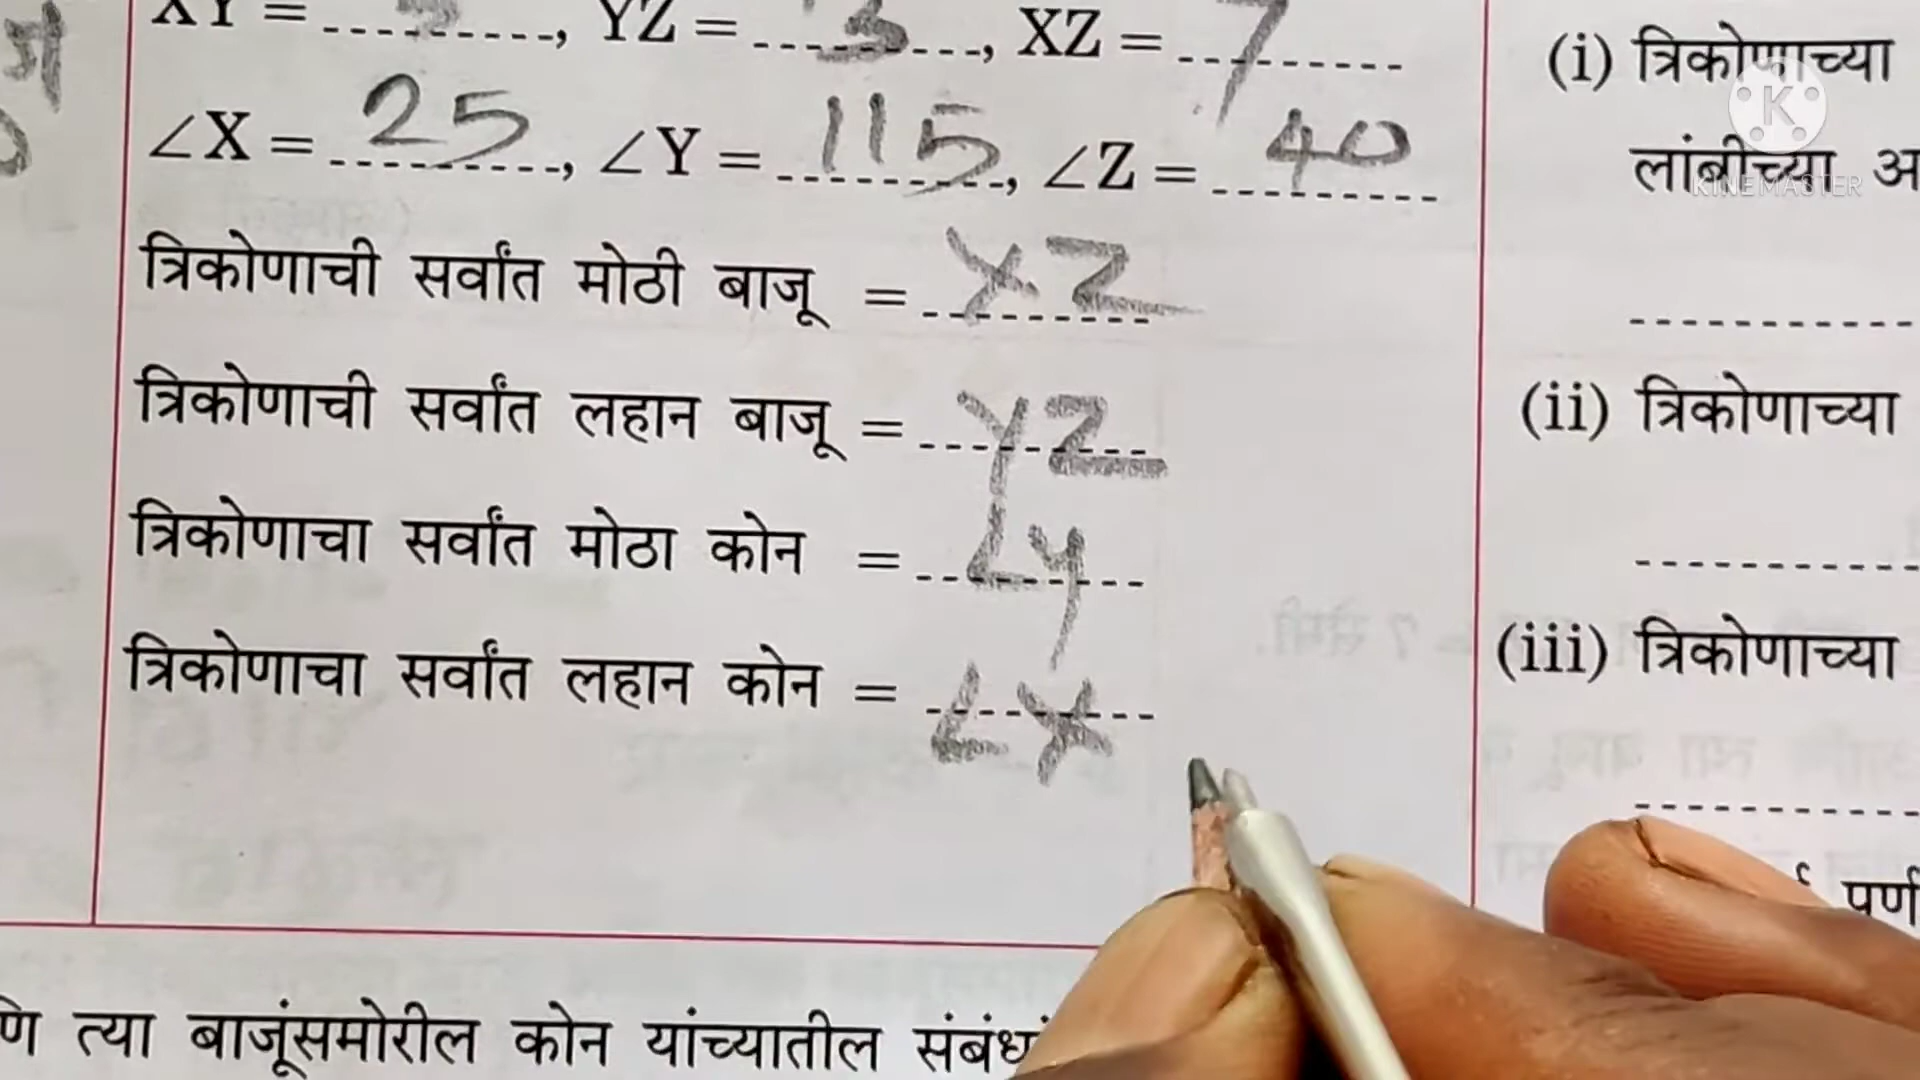 XY = ---------, YZ = 3, XZ = 7
∠X = 25, ∠Y = 115, ∠Z = 40
त्रिकोणाची सर्वांत मोठी बाजू = XZ
त्रिकोणाची सर्वांत लहान बाजू = YZ
त्रिकोणाचा सर्वांत मोठा कोन = ∠y
त्रिकोणाचा सर्वांत लहान कोन = ∠X
त्या बाजूंसमोरील कोन यांच्यातील
(i) त्रिकोणाच्या
लांबीच्या
(ii) त्रिकोणाच्या
(iii) त्रिकोणाच्या
K
KINEMASTER